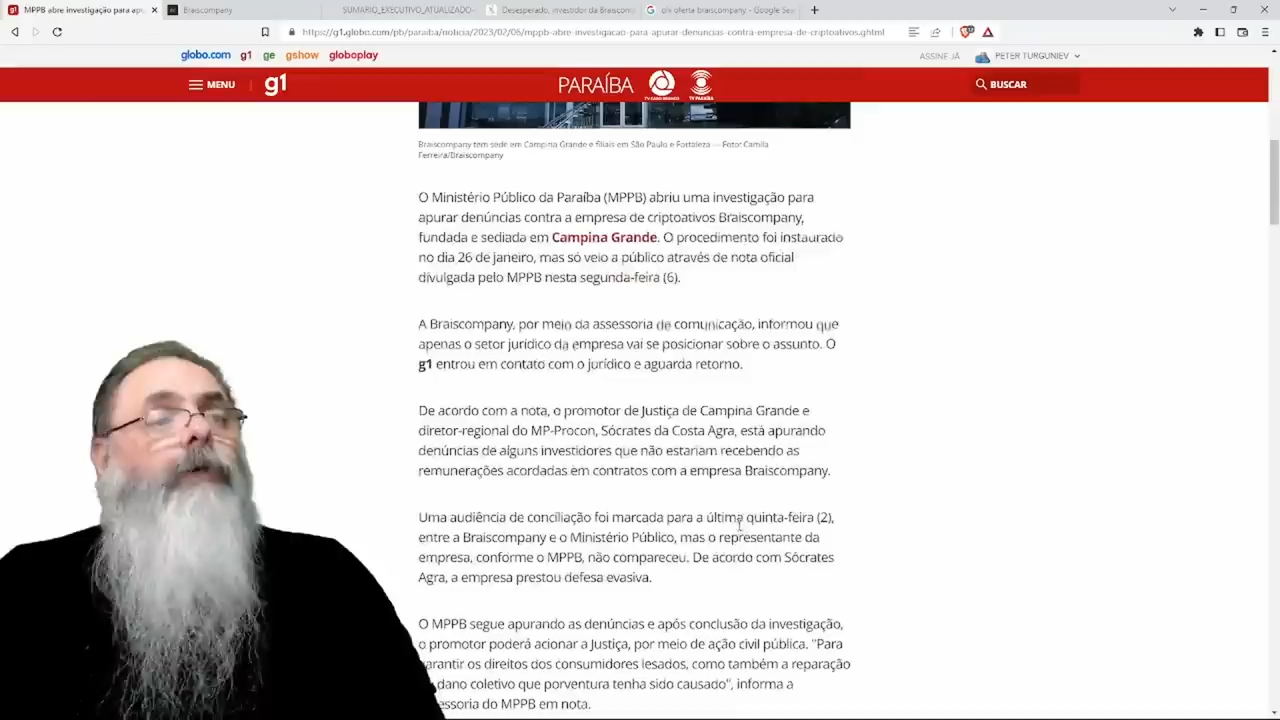 MPPB abre investigação para apu
Braiscompany
SUMARIO_EXECUTIVO_ATUALIZADO-
Desesperado, investidor da Braiscom
olx oferta braiscompany - Google Sea
https://g1.globo.com/pb/paraiba/noticia/2023/02/06/mppb-abre-investigacao-para-apurar-denuncias-contra-empresa-de-criptoativos.ghtml
globo.com g1 ge gshow globoplay
ASSINE JÁ
PETER TURGUNIEV
MENU
g1
PARAÍBA
TV CABO BRANCO
TV PARAÍBA
BUSCAR
Braiscompany tem sede em Campina Grande e filiais em São Paulo e Fortaleza — Foto: Camila
Ferreira/Braiscompany
O Ministério Público da Paraíba (MPPB) abriu uma investigação para
apurar denúncias contra a empresa de criptoativos Braiscompany,
fundada e sediada em Campina Grande. O procedimento foi instaurado
no dia 26 de janeiro, mas só veio a público através de nota oficial
divulgada pelo MPPB nesta segunda-feira (6).
A Braiscompany, por meio da assessoria de comunicação, informou que
apenas o setor jurídico da empresa vai se posicionar sobre o assunto. O
g1 entrou em contato com o jurídico e aguarda retorno.
De acordo com a nota, o promotor de Justiça de Campina Grande e
diretor-regional do MP-Procon, Sócrates da Costa Agra, está apurando
denúncias de alguns investidores que não estariam recebendo as
remunerações acordadas em contratos com a empresa Braiscompany.
Uma audiência de conciliação foi marcada para a última quinta-feira (2),
entre a Braiscompany e o Ministério Público, mas o representante da
empresa, conforme o MPPB, não compareceu. De acordo com Sócrates
Agra, a empresa prestou defesa evasiva.
O MPPB segue apurando as denúncias e após conclusão da investigação,
o promotor poderá acionar a Justiça, por meio de ação civil pública. "Para
garantir os direitos dos consumidores lesados, como também a reparação
dano coletivo que porventura tenha sido causado", informa a
essoria do MPPB em nota.